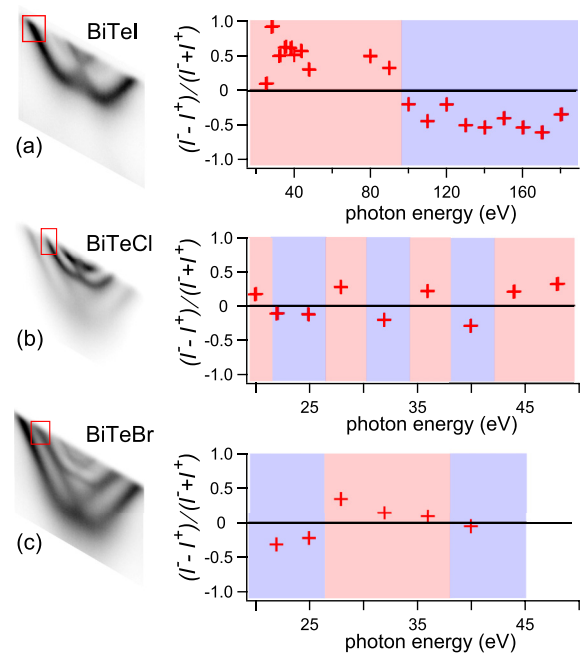 BiTeI
(a)
(I⁻ - I⁺)/(I⁻+I⁺)
1.0
0.5
0
-0.5
-1.0
40 80 120 160
photon energy (eV)
BiTeCl
(b)
(I⁻ - I⁺)/(I⁻+I⁺)
1.0
0.5
0
-0.5
-1.0
25 35 45
photon energy (eV)
BiTeBr
(c)
(I⁻ - I⁺)/(I⁻+I⁺)
1.0
0.5
0
-0.5
-1.0
25 35 45
photon energy (eV)